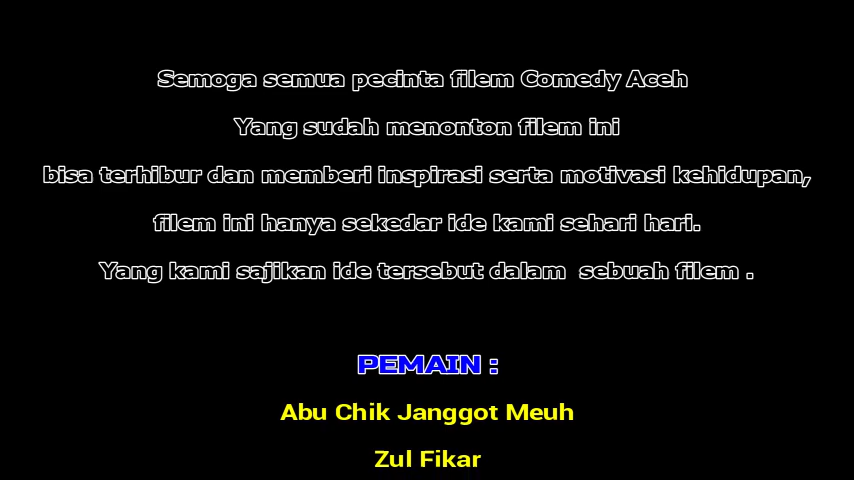 Semoga semua pecinta filem Comedy Aceh
Yang sudah menonton filem ini
bisa terhibur dan memberi inspirasi serta motivasi kehidupan,
filem ini hanya sekedar ide kami sehari hari.
Yang kami sajikan ide tersebut dalam  sebuah filem .
PEMAIN :
Abu Chik Janggot Meuh
Zul Fikar